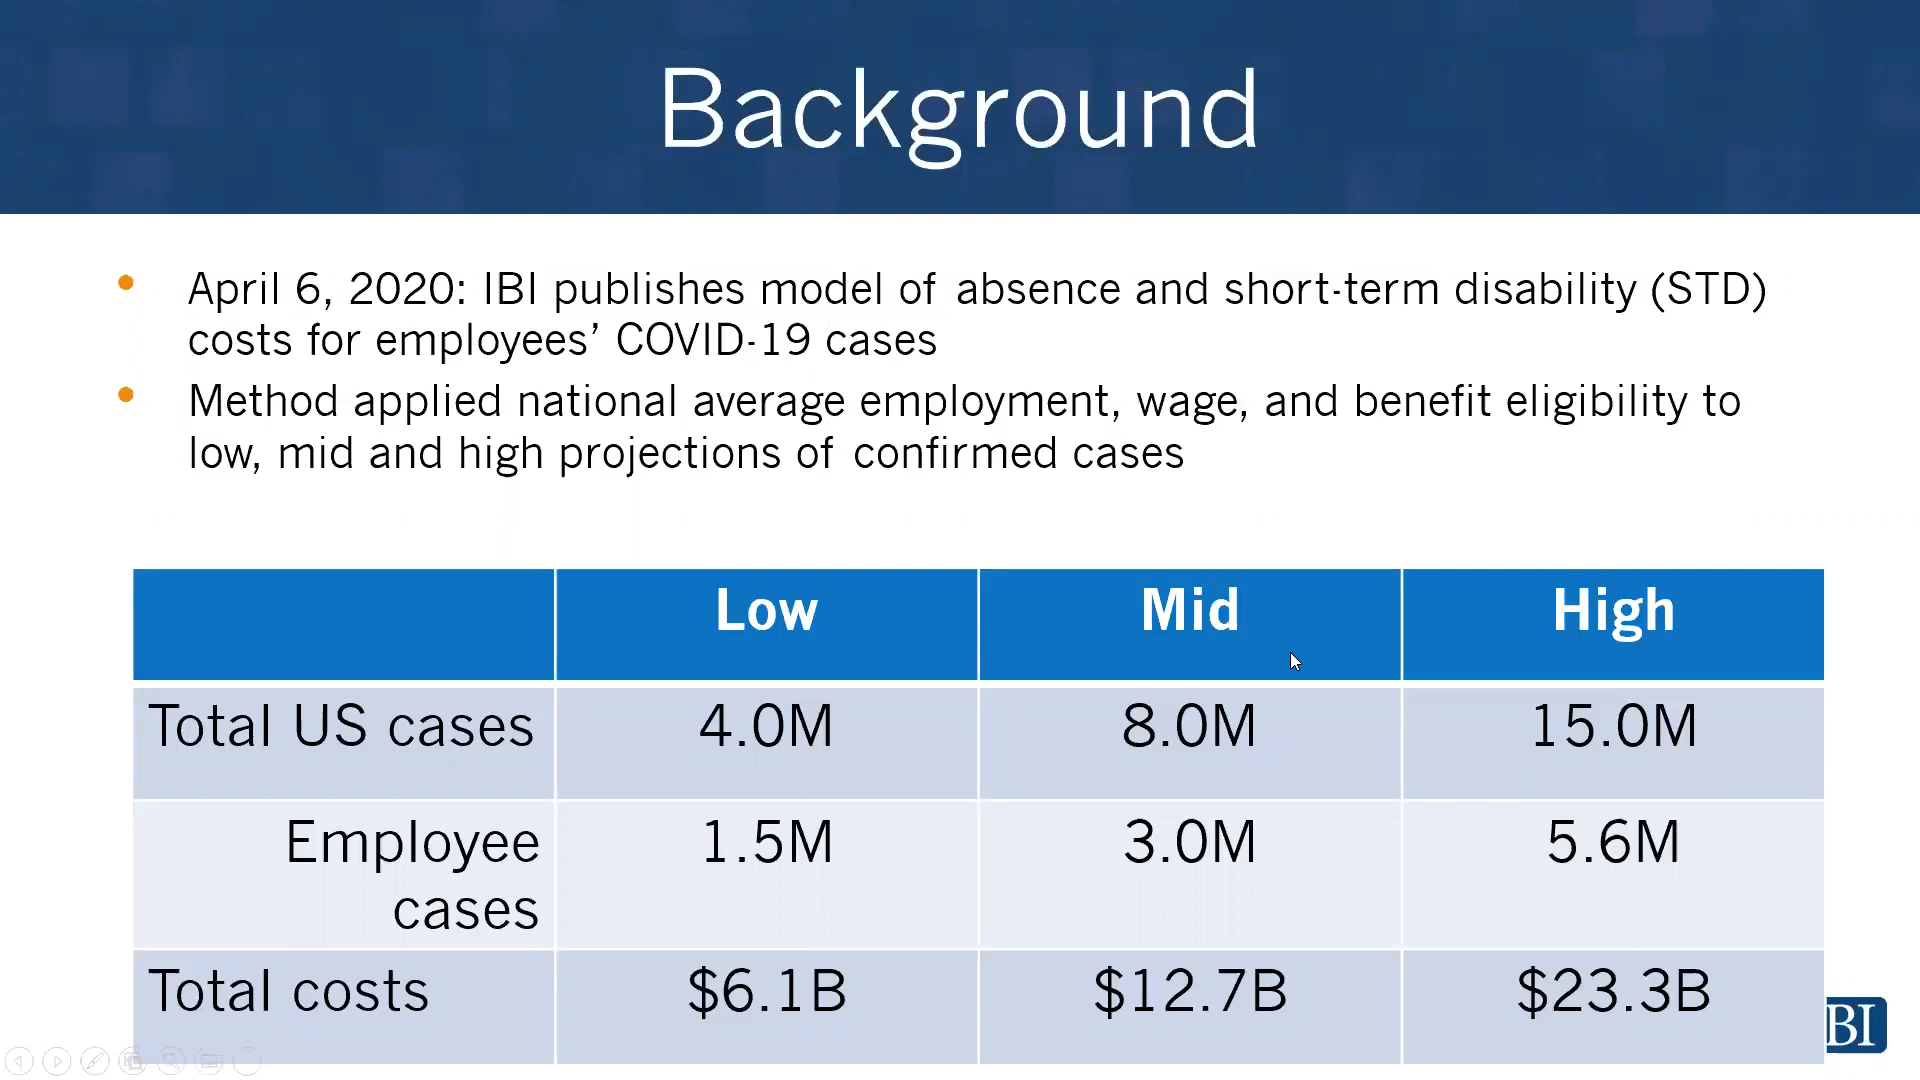 Background
• April 6, 2020: IBI publishes model of absence and short-term disability (STD)
costs for employees’ COVID-19 cases
• Method applied national average employment, wage, and benefit eligibility to
low, mid and high projections of confirmed cases
Low Mid High
Total US cases 4.0M 8.0M 15.0M
Employee 1.5M 3.0M 5.6M
cases
Total costs $6.1B $12.7B $23.3B
BI